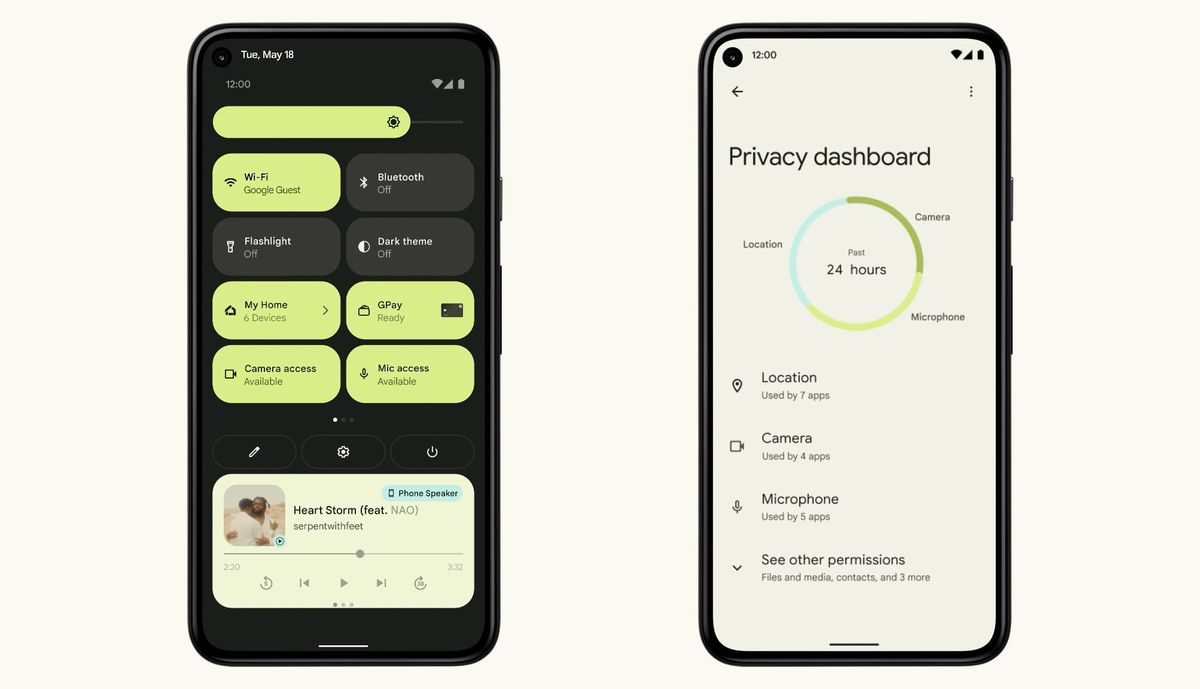 Tue, May 18
12:00
Wi-Fi
Google Guest
Bluetooth
Off
Flashlight
Off
Dark theme
Off
My Home
6 Devices
GPay
Ready
Camera access
Available
Mic access
Available
Phone Speaker
Heart Storm (feat. NAO)
serpentwithfeet
2:20
3:32
12:00
Privacy dashboard
Camera
Location
Past
24 hours
Microphone
Location
Used by 7 apps
Camera
Used by 4 apps
Microphone
Used by 5 apps
See other permissions
Files and media, contacts, and 3 more